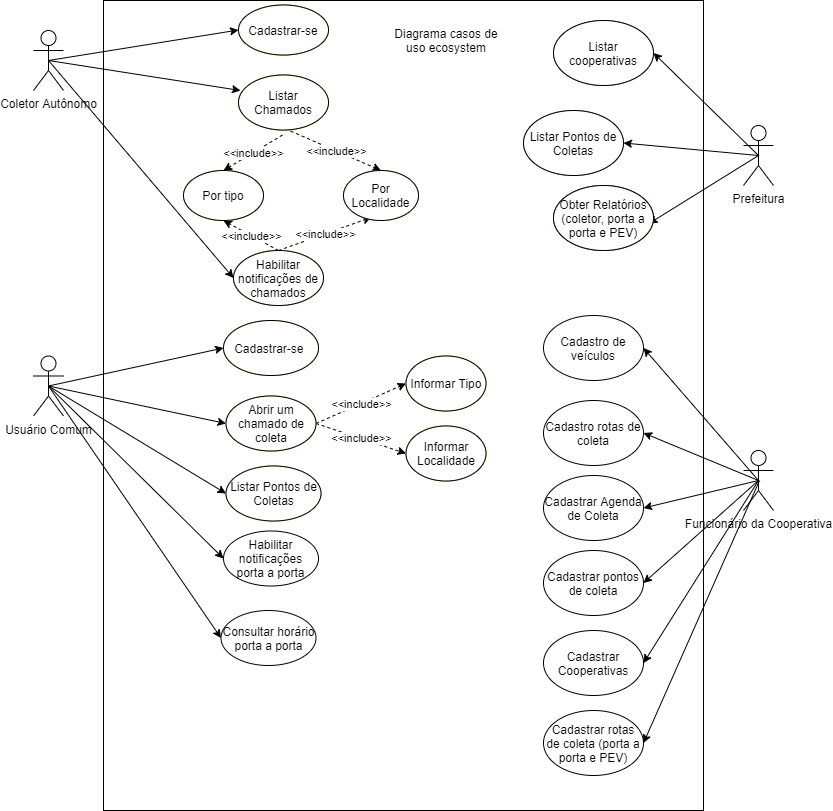 Diagrama casos de
uso ecosystem
Coletor Autônomo
Cadastrar-se
Listar
Chamados
<<include>>
<<include>>
Por tipo
Por
Localidade
<<include>>
<<include>>
Habilitar
notificações de
chamados
Usuário Comum
Cadastrar-se
Abrir um
chamado de
coleta
<<include>>
<<include>>
Informar Tipo
Informar
Localidade
Listar Pontos de
Coletas
Habilitar
notificações
porta a porta
Consultar horário
porta a porta
Listar
cooperativas
Listar Pontos de
Coletas
Obter Relatórios
(coletor, porta a
porta e PEV)
Prefeitura
Cadastro de
veículos
Cadastro rotas de
coleta
Cadastrar Agenda
de Coleta
Cadastrar pontos
de coleta
Cadastrar
Cooperativas
Cadastrar rotas
de coleta (porta a
porta e PEV)
Funcionário da Cooperativa